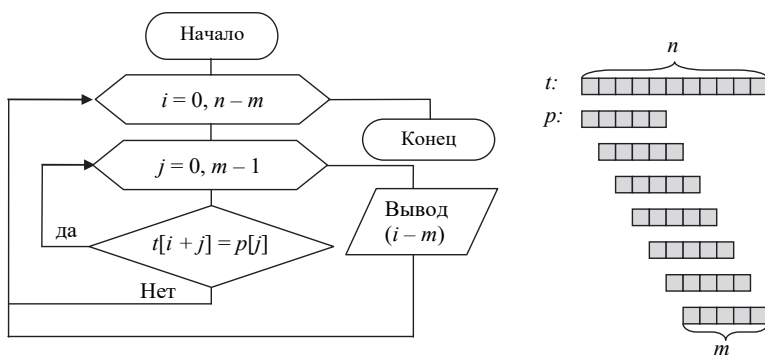 Начало
i = 0, n – m
Конец
j = 0, m – 1
Вывод
(i – m)
да
t[i + j] = p[j]
Нет
n
t:
p:
m